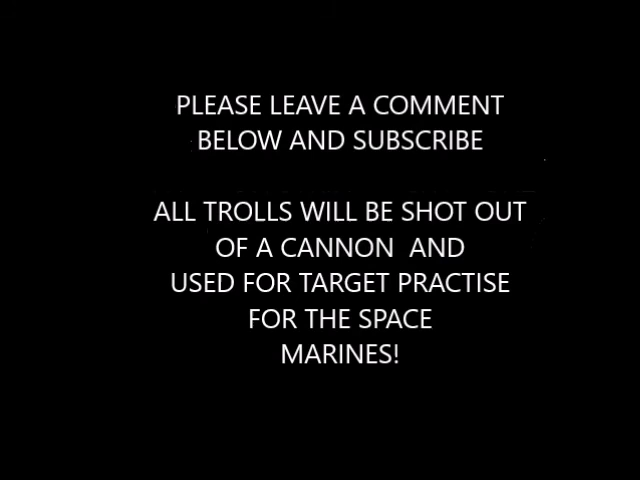 PLEASE LEAVE A COMMENT
BELOW AND SUBSCRIBE
ALL TROLLS WILL BE SHOT OUT
OF A CANNON  AND
USED FOR TARGET PRACTISE
FOR THE SPACE
MARINES!